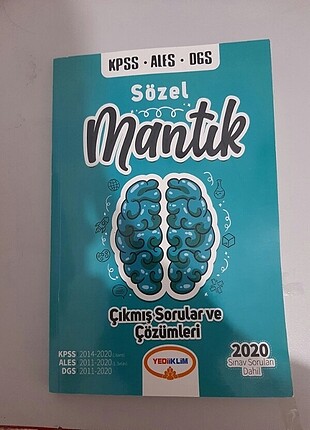 KPSS • ALES • DGS
Sözel
Mantık
Çıkmış Sorular ve
Çözümleri
KPSS 2014-2020
ALES 2011-2020
DGS 2011-2020
YEDİİKLİM
2020
Sınav Soruları
Dahil